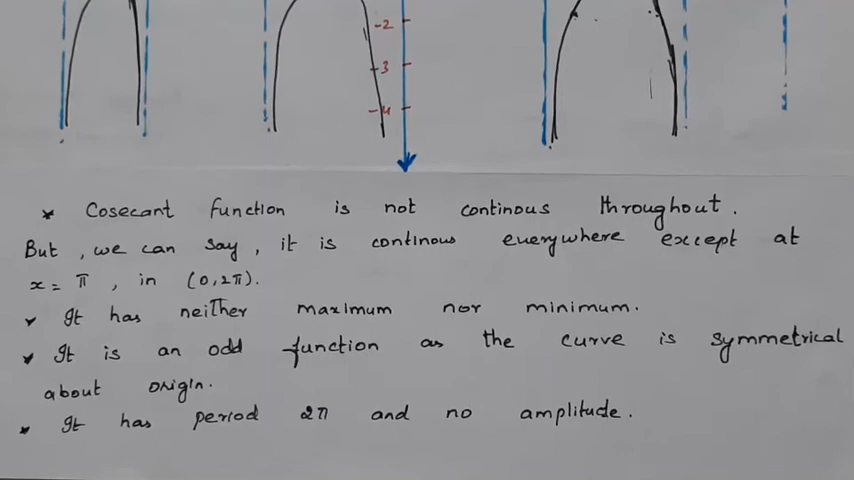 -2
-3
-4
* Cosecant function is not continous throughout.
But, we can say, it is continous everywhere except at
x = π, in (0,2π).
* It has neither maximum nor minimum.
* It is an odd function as the curve is symmetrical
about origin.
* It has period 2π and no amplitude.